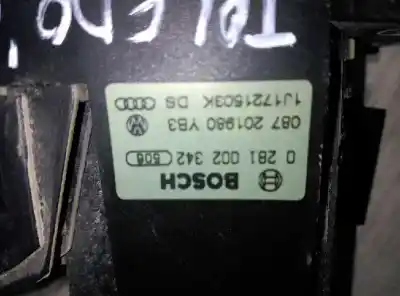 TOLEDO
BOSCH
0 281 002 342 508
087 201980 YB3
1J1721503K DS